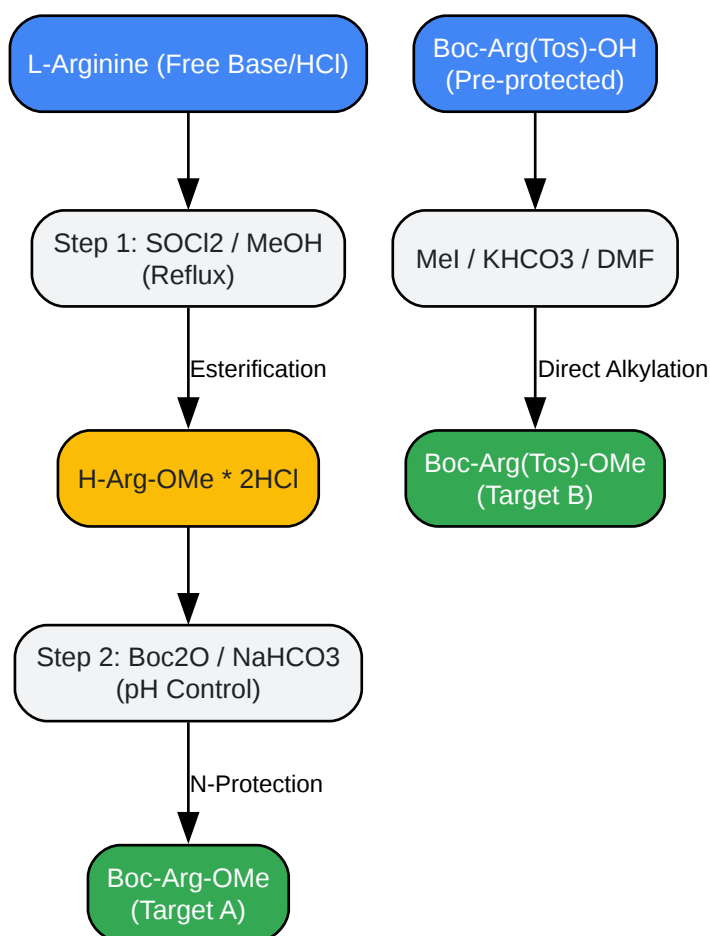 L-Arginine (Free Base/HCl)
Step 1: SOCl2 / MeOH
(Reflux)
Esterification
H-Arg-OMe * 2HCl
Step 2: Boc2O / NaHCO3
(pH Control)
N-Protection
Boc-Arg-OMe
(Target A)
Boc-Arg(Tos)-OH
(Pre-protected)
MeI / KHCO3 / DMF
Direct Alkylation
Boc-Arg(Tos)-OMe
(Target B)